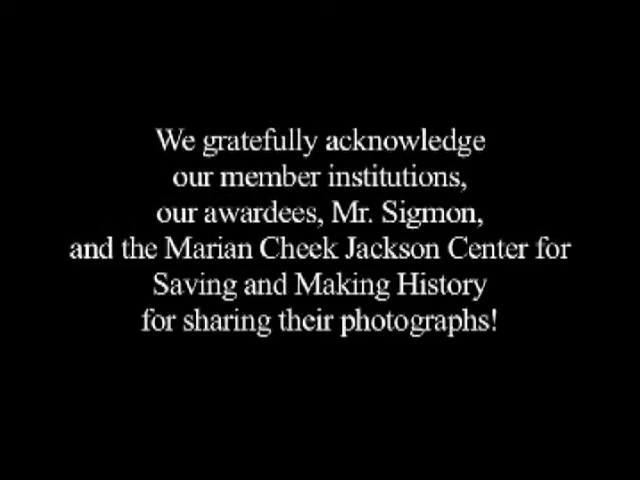 We gratefully acknowledge
our member institutions,
our awardees, Mr. Sigmon,
and the Marian Cheek Jackson Center for
Saving and Making History
for sharing their photographs!